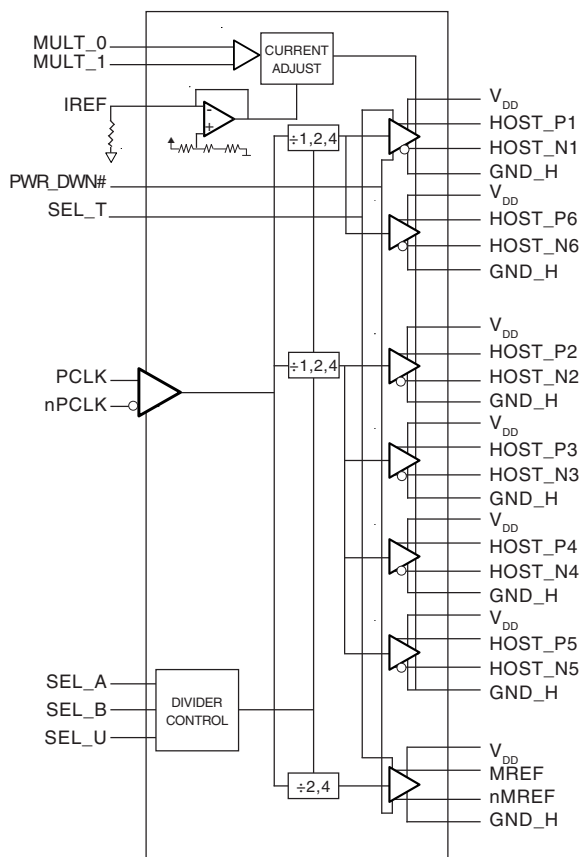 MULT_0
MULT_1
CURRENT
ADJUST
IREF
-
+
÷1,2,4
PWR_DWN#
SEL_T
VDD
HOST_P1
HOST_N1
GND_H
VDD
HOST_P6
HOST_N6
GND_H
PCLK
nPCLK
÷1,2,4
VDD
HOST_P2
HOST_N2
GND_H
VDD
HOST_P3
HOST_N3
GND_H
VDD
HOST_P4
HOST_N4
GND_H
VDD
HOST_P5
HOST_N5
GND_H
SEL_A
SEL_B
SEL_U
DIVIDER
CONTROL
÷2,4
VDD
MREF
nMREF
GND_H